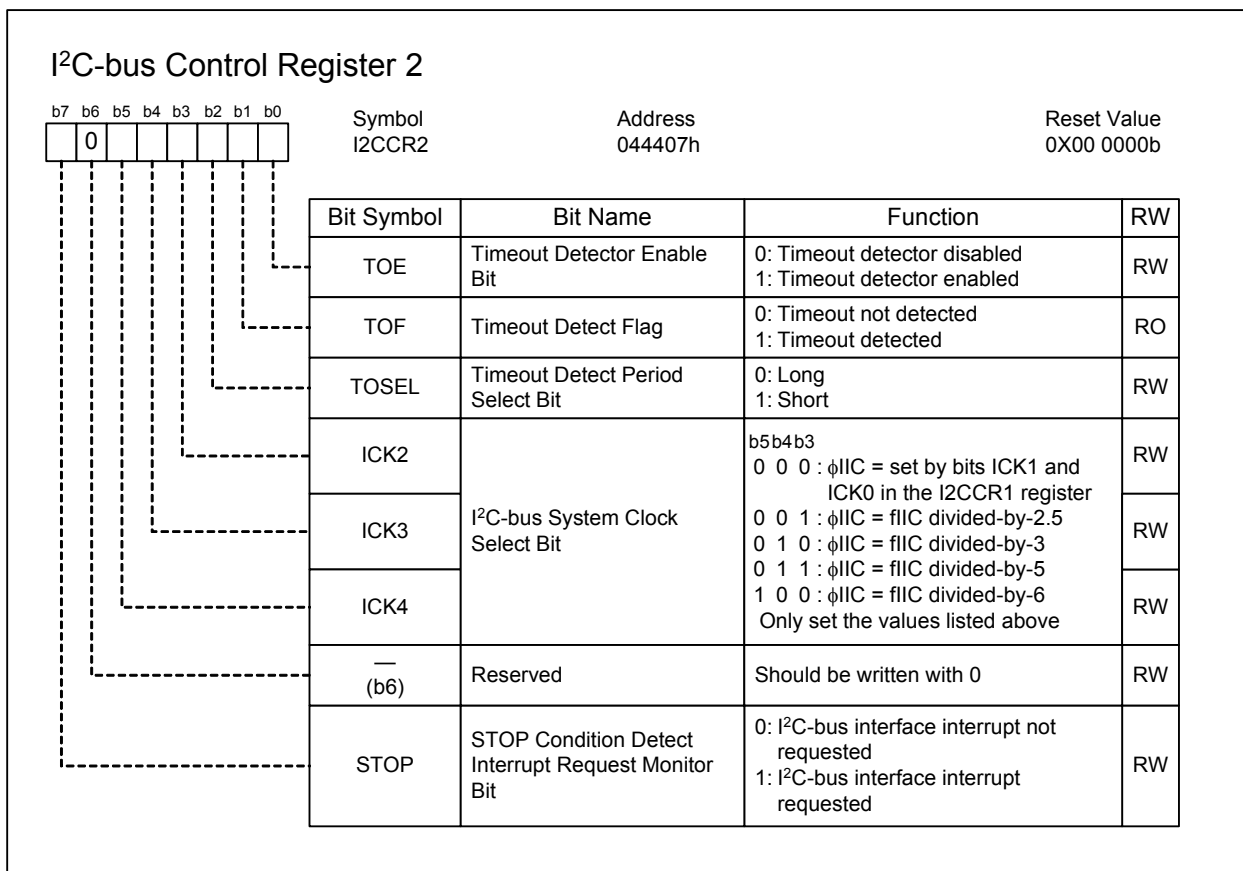 I²C-bus Control Register 2
b7 b6 b5 b4 b3 b2 b1 b0
0
Symbol Address Reset Value
I2CCR2 044407h 0X00 0000b
Bit Symbol Bit Name Function RW
TOE
Timeout Detector Enable
Bit
0: Timeout detector disabled
1: Timeout detector enabled
RW
TOF
Timeout Detect Flag
0: Timeout not detected
1: Timeout detected
RO
TOSEL
Timeout Detect Period
Select Bit
0: Long
1: Short
RW
ICK2
RW
ICK3
RW
ICK4
RW
I²C-bus System Clock
Select Bit
b5b4b3
0 0 0 : ϕIIC = set by bits ICK1 and
ICK0 in the I2CCR1 register
0 0 1 : ϕIIC = fIIC divided-by-2.5
0 1 0 : ϕIIC = fIIC divided-by-3
0 1 1 : ϕIIC = fIIC divided-by-5
1 0 0 : ϕIIC = fIIC divided-by-6
Only set the values listed above
—
(b6)
Reserved
Should be written with 0
RW
STOP
STOP Condition Detect
Interrupt Request Monitor
Bit
0: I²C-bus interface interrupt not
requested
1: I²C-bus interface interrupt
requested
RW